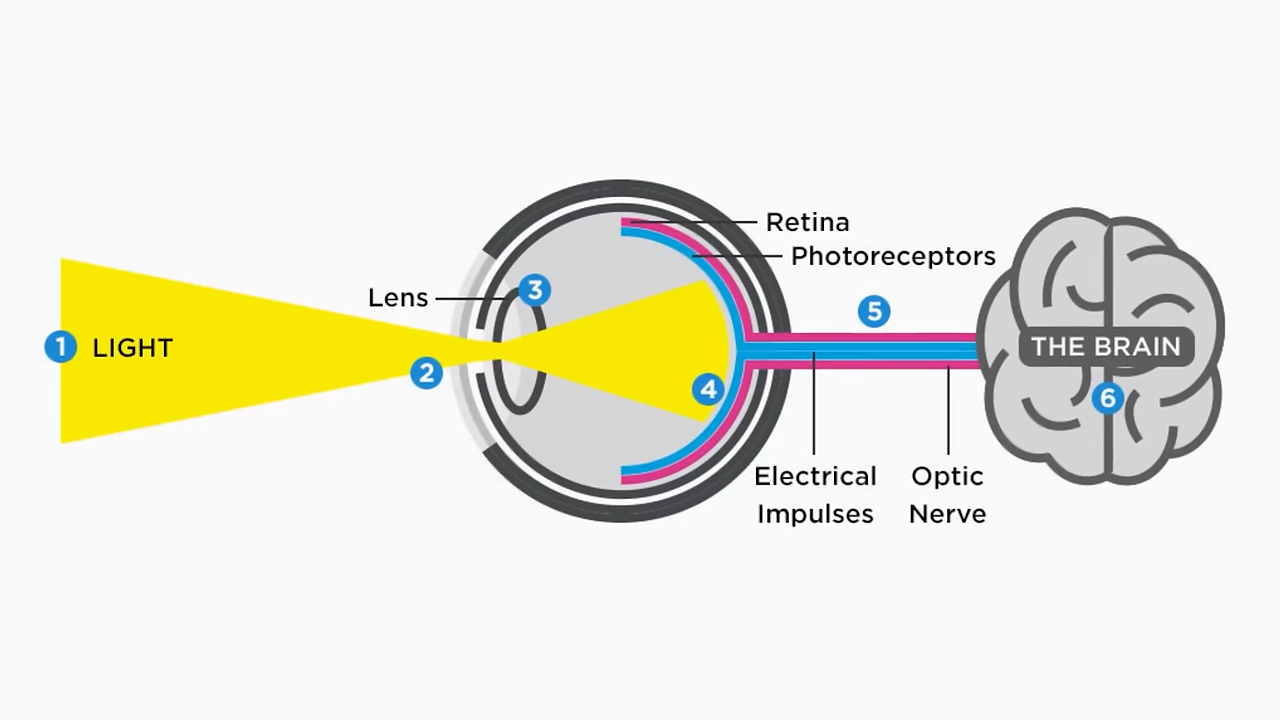 Retina
Photoreceptors
Lens
3
5
1 LIGHT
THE BRAIN
2
4
6
Electrical
Impulses
Optic
Nerve